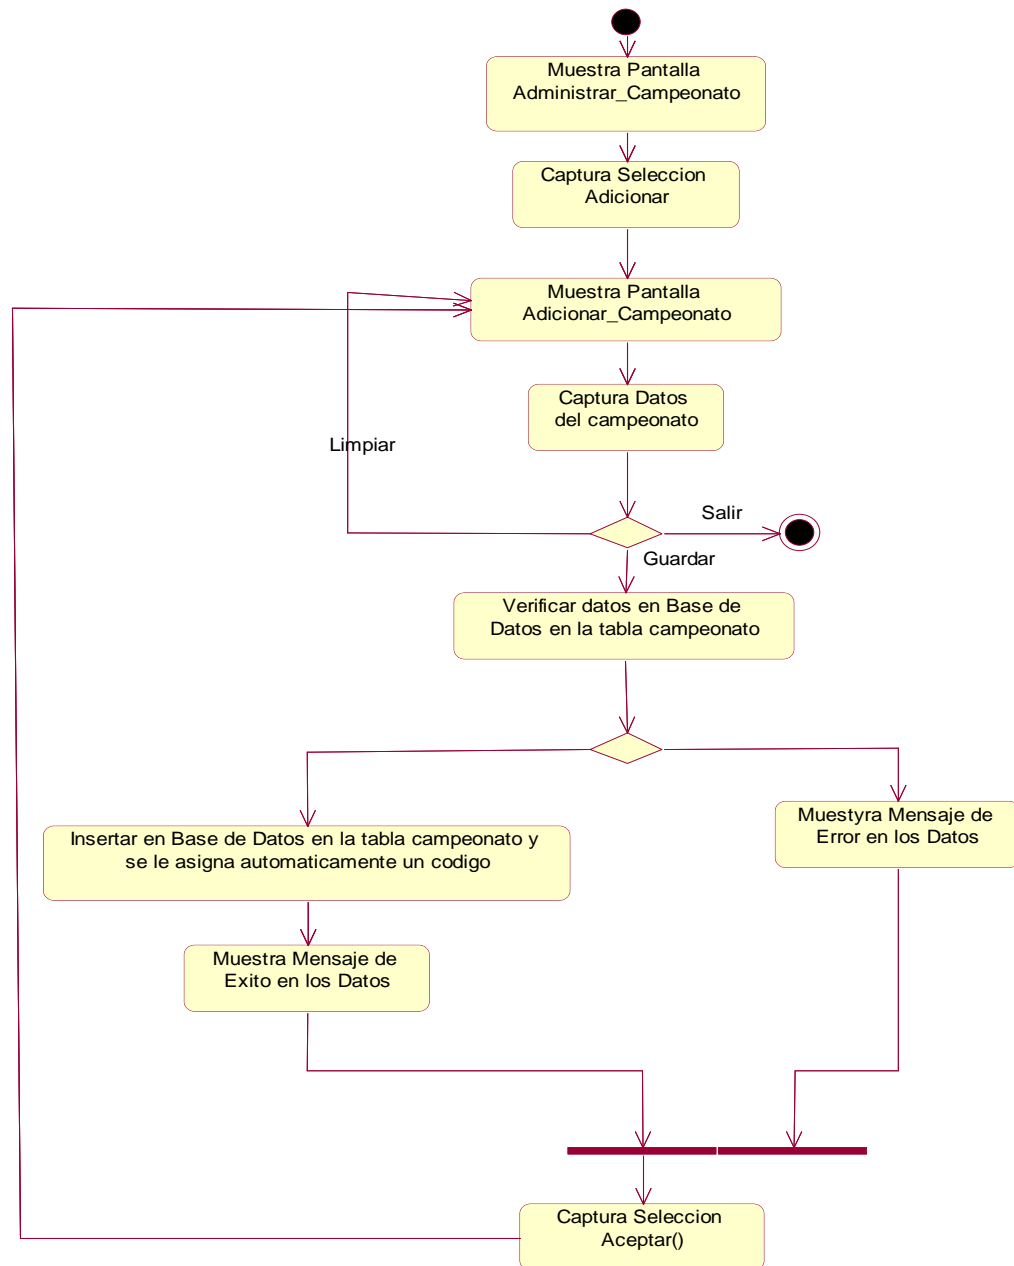 Muestra Pantalla
Administrar_Campeonato
Captura Seleccion
Adicionar
Muestra Pantalla
Adicionar_Campeonato
Captura Datos
del campeonato
Limpiar
Salir
Guardar
Verificar datos en Base de
Datos en la tabla campeonato
Insertar en Base de Datos en la tabla campeonato y
se le asigna automaticamente un codigo
Muestyra Mensaje de
Error en los Datos
Muestra Mensaje de
Exito en los Datos
Captura Seleccion
Aceptar()